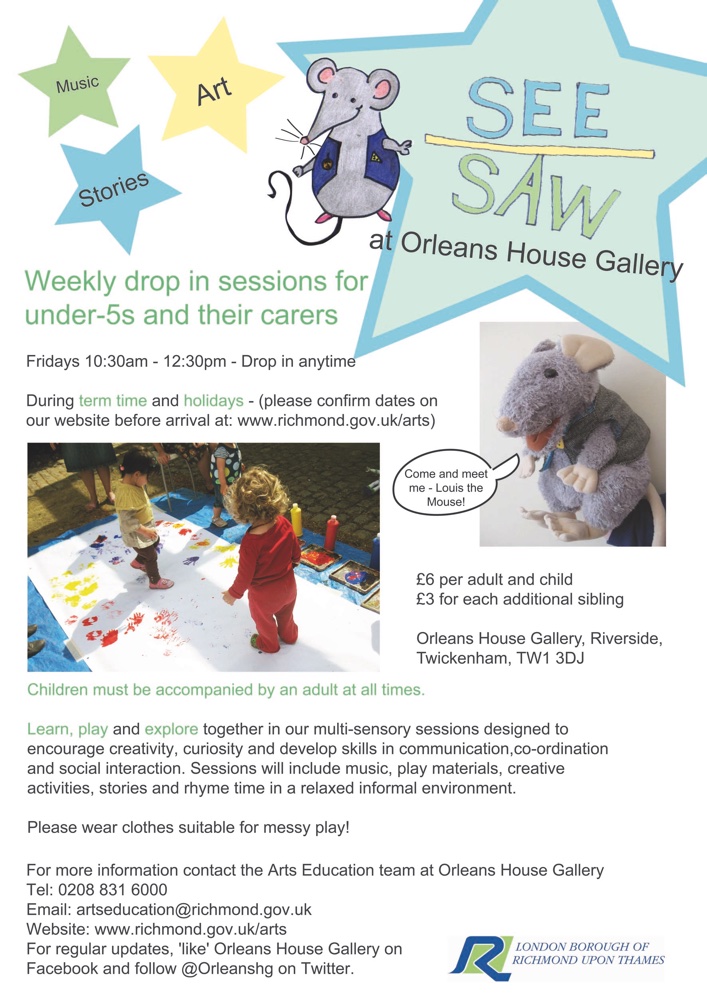 Music
Art
Stories
SEE
SAW
at Orleans House Gallery
Weekly drop in sessions for
under-5s and their carers
Fridays 10:30am - 12:30pm - Drop in anytime
During term time and holidays - (please confirm dates on
our website before arrival at: www.richmond.gov.uk/arts)
Come and meet
me - Louis the
Mouse!
£6 per adult and child
£3 for each additional sibling
Orleans House Gallery, Riverside,
Twickenham, TW1 3DJ
Children must be accompanied by an adult at all times.
Learn, play and explore together in our multi-sensory sessions designed to
encourage creativity, curiosity and develop skills in communication,co-ordination
and social interaction. Sessions will include music, play materials, creative
activities, stories and rhyme time in a relaxed informal environment.
Please wear clothes suitable for messy play!
For more information contact the Arts Education team at Orleans House Gallery
Tel: 0208 831 6000
Email: artseducation@richmond.gov.uk
Website: www.richmond.gov.uk/arts
For regular updates, 'like' Orleans House Gallery on
Facebook and follow @Orleanshg on Twitter.
LONDON BOROUGH OF
RICHMOND UPON THAMES